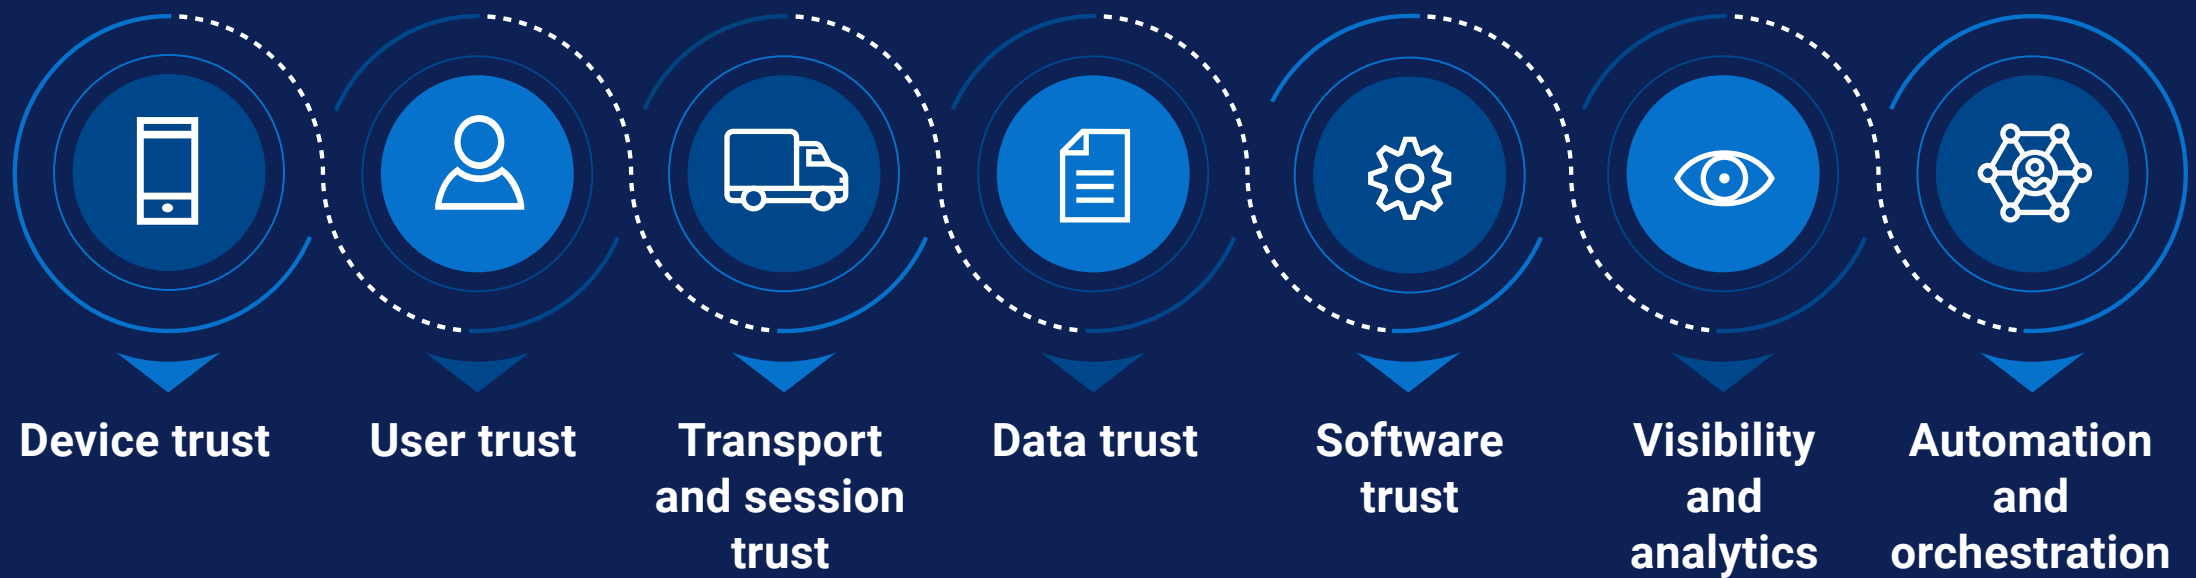 Device trust
User trust
Transport
and session
trust
Data trust
Software
trust
Visibility
and
analytics
Automation
and
orchestration